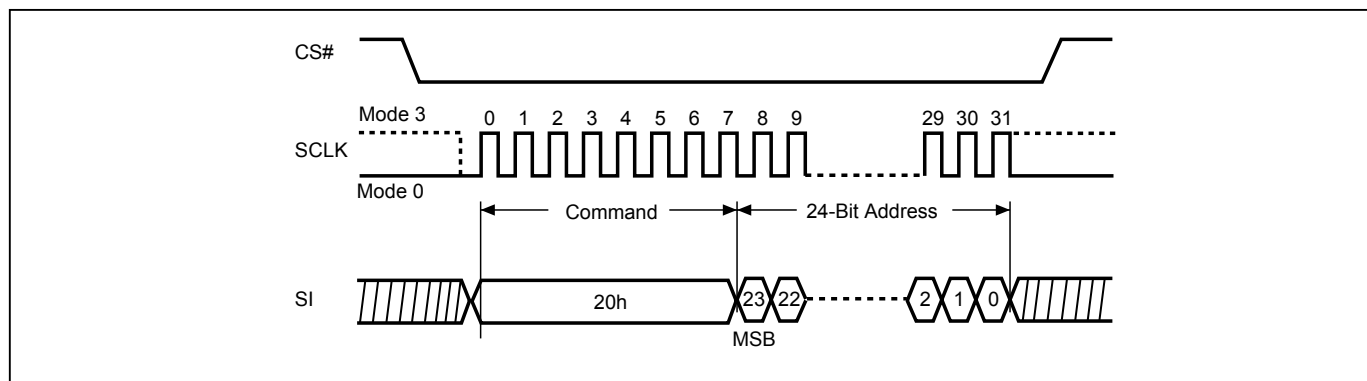 CS#
Mode 3
0 1 2 3 4 5 6 7 8 9 29 30 31
SCLK
Mode 0
Command 24-Bit Address
SI 20h 23 22 2 1 0
MSB